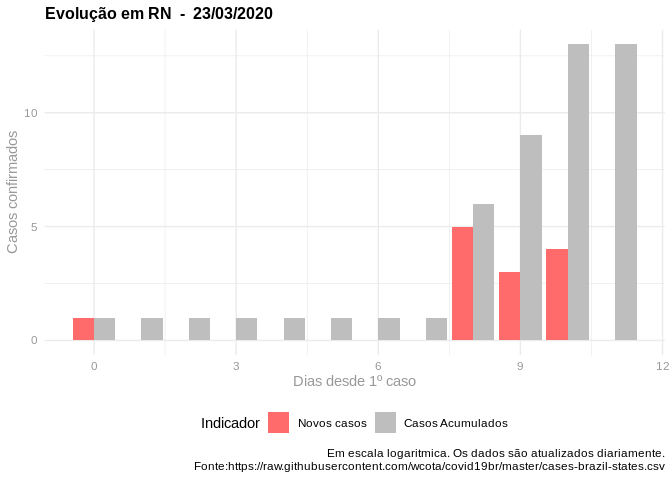 Evolução em RN  -  23/03/2020
Casos confirmados
10
5
0
0
3
6
9
12
Dias desde 1º caso
Indicador
Novos casos
Casos Acumulados
Em escala logaritmica. Os dados são atualizados diariamente.
Fonte:https://raw.githubusercontent.com/wcota/covid19br/master/cases-brazil-states.csv